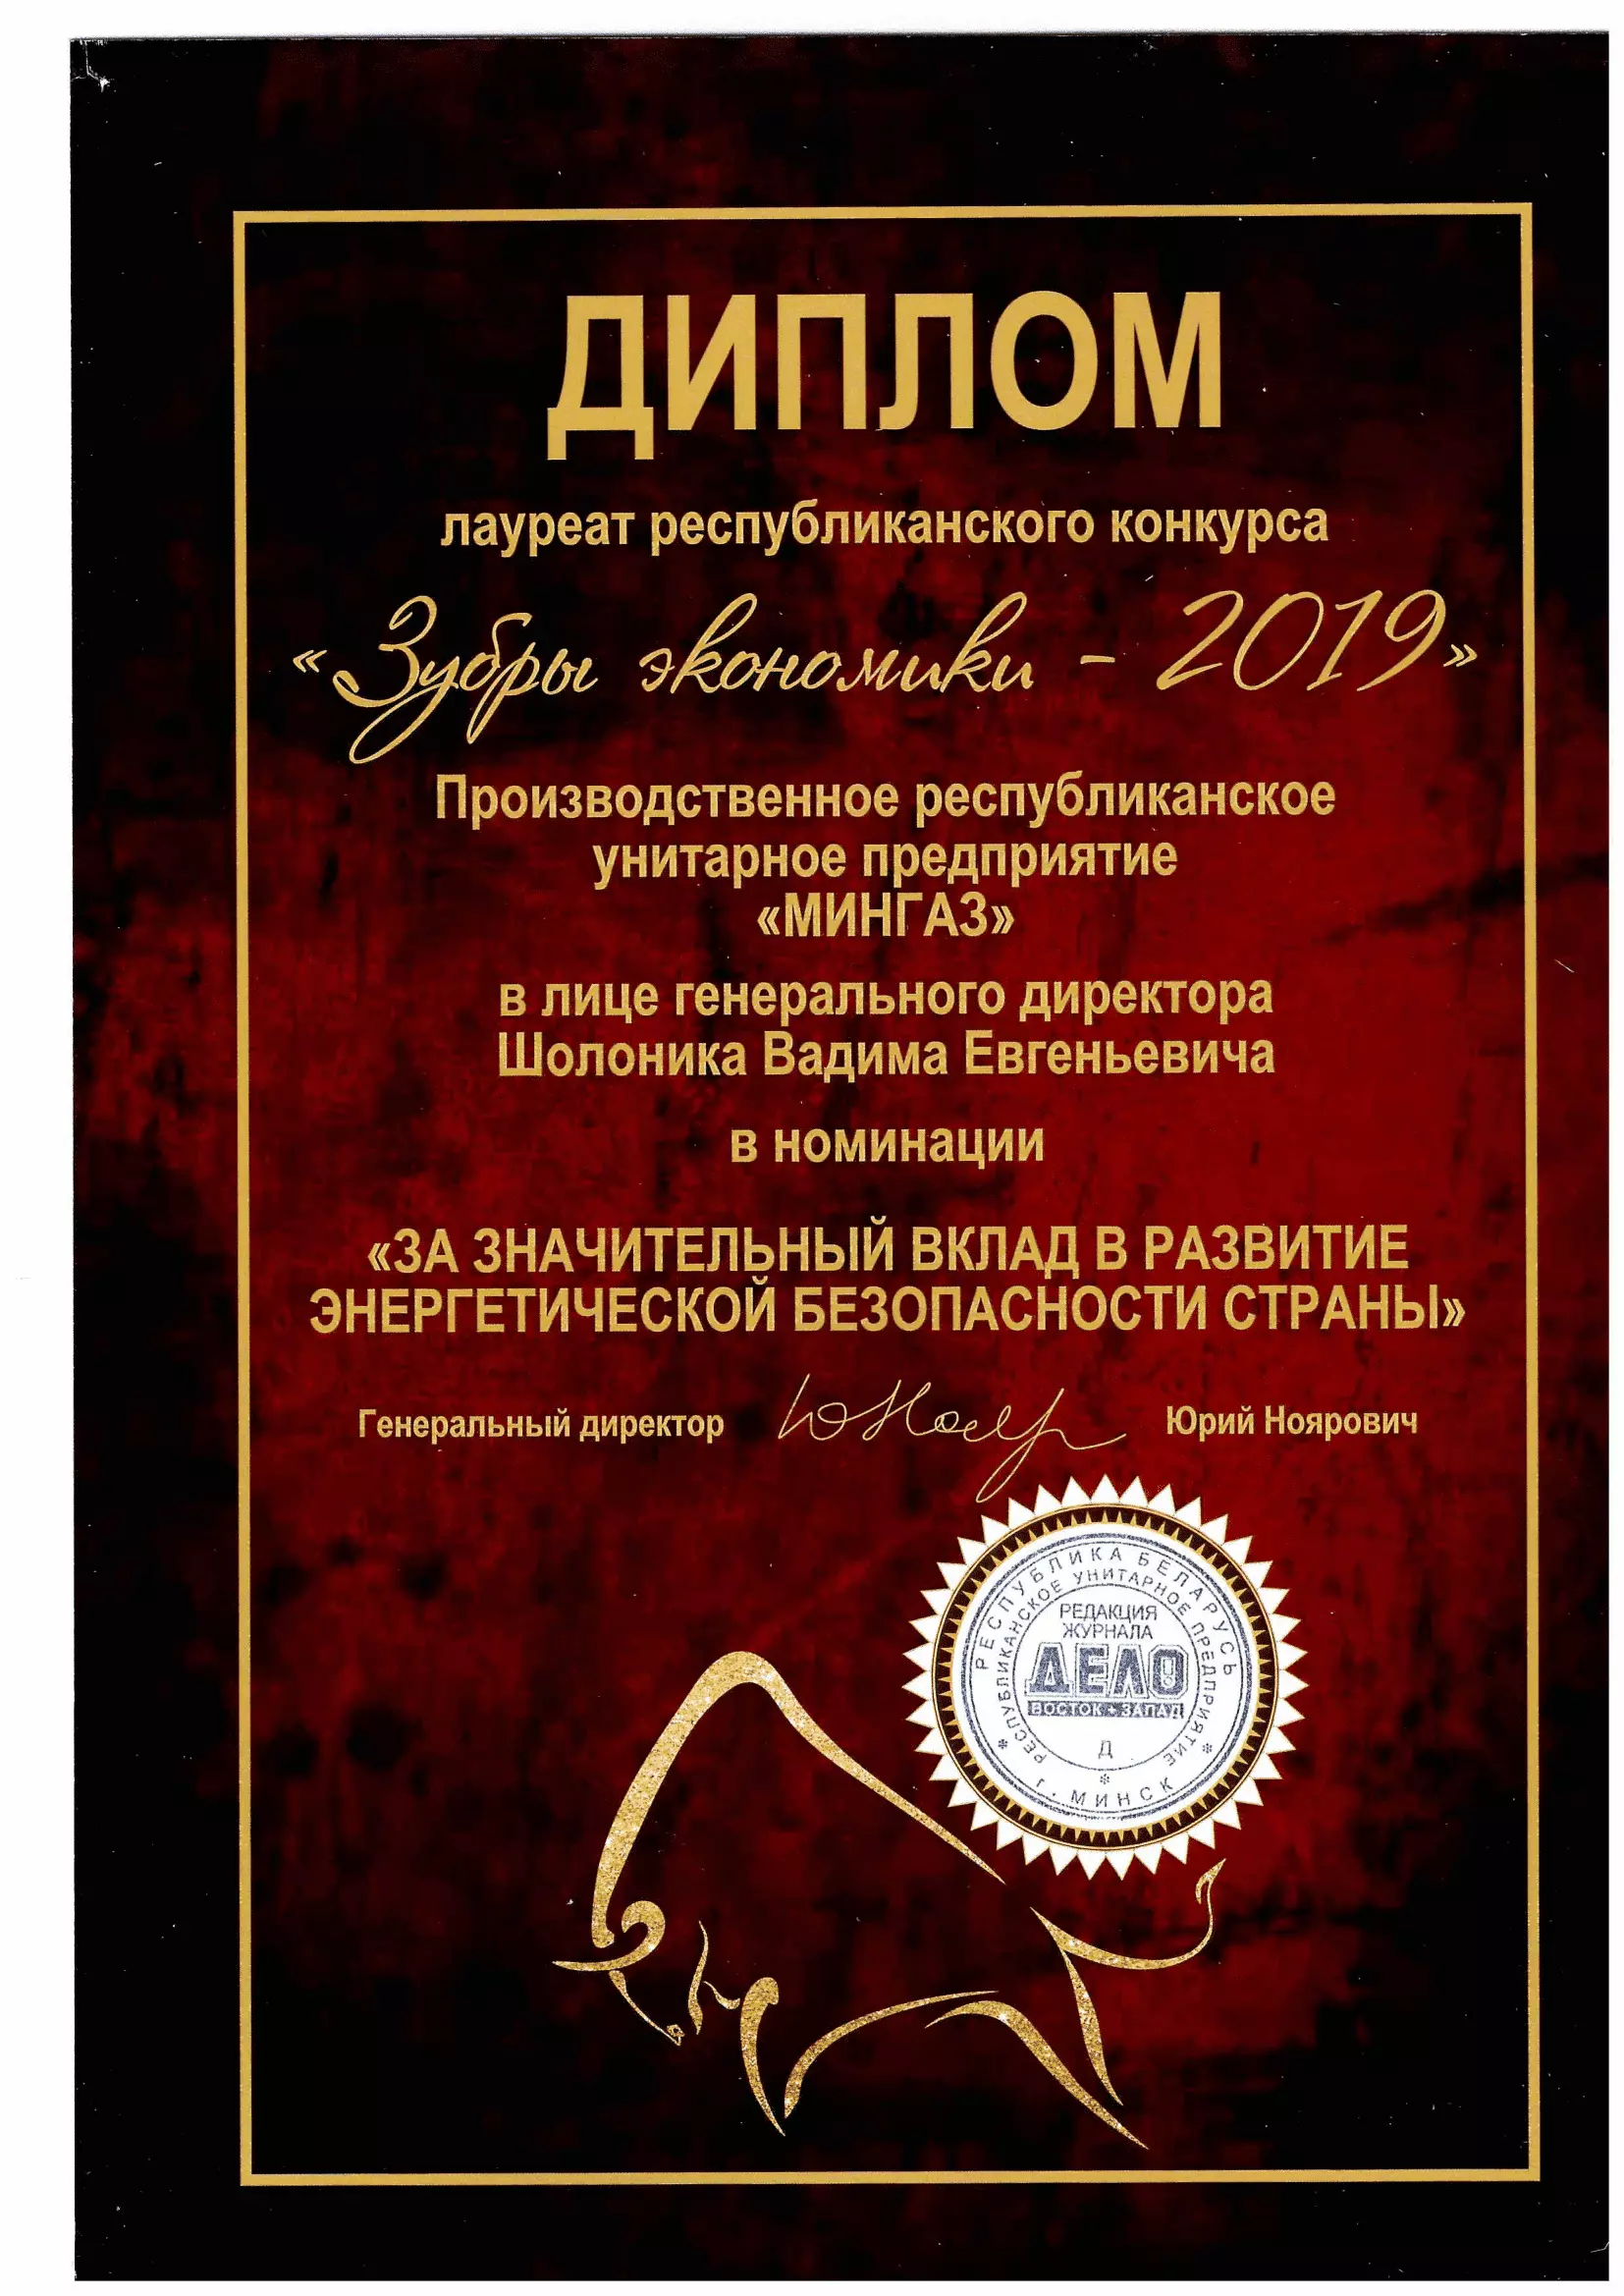 ДИПЛОМ
лауреат республиканского конкурса
«Зубры экономики - 2019»
Производственное республиканское
унитарное предприятие
«МИНГАЗ»
в лице генерального директора
Шолоника Вадима Евгеньевича
в номинации
«ЗА ЗНАЧИТЕЛЬНЫЙ ВКЛАД В РАЗВИТИЕ
ЭНЕРГЕТИЧЕСКОЙ БЕЗОПАСНОСТИ СТРАНЫ»
Генеральный директор Юрий Ноярович
РЕСПУБЛИКА БЕЛАРУСЬ
РЕСПУБЛИКАНСКОЕ УНИТАРНОЕ ПРЕДПРИЯТИЕ
РЕДАКЦИЯ
ЖУРНАЛА
ДЕЛО
ВОСТОК + ЗАПАД
Д
г. МИНСК